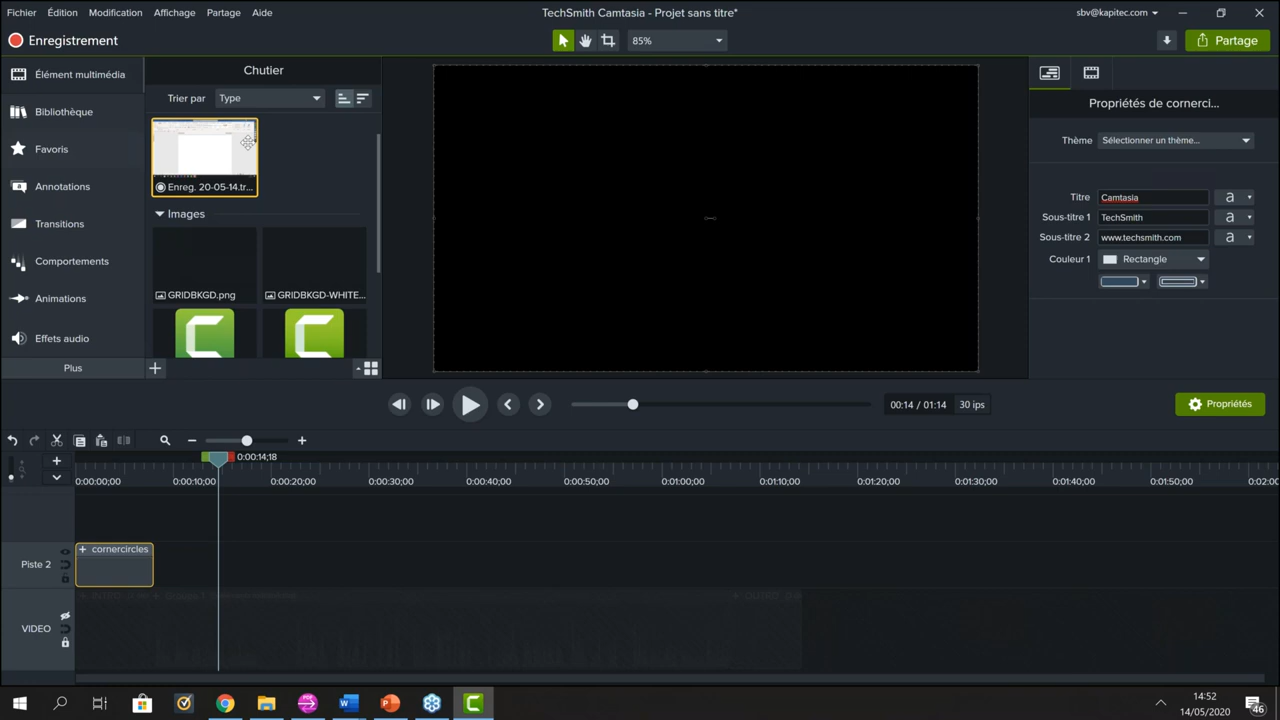 Fichier Édition Modification Affichage Partage Aide TechSmith Camtasia - Projet sans titre* sbv@kapitec.com
Enregistrement 85% Partage
Élément multimédia
Bibliothèque
Favoris
Annotations
Transitions
Comportements
Animations
Effets audio
Plus
Chutier
Trier par Type
Enreg. 20-05-14.tr...
Images
GRIDBKGD.png GRIDBKGD-WHITE...
Propriétés de cornerci...
Thème Sélectionner un thème...
Titre Camtasia a
Sous-titre 1 TechSmith a
Sous-titre 2 www.techsmith.com a
Couleur 1 Rectangle
00:14 / 01:14 30 ips Propriétés
0:00:14;18
0:00:00;00 0:00:10;00 0:00:20;00 0:00:30;00 0:00:40;00 0:00:50;00 0:01:00;00 0:01:10;00 0:01:20;00 0:01:30;00 0:01:40;00 0:01:50;00 0:02:00
cornercircles
Piste 2
VIDEO
14:52
14/05/2020
46